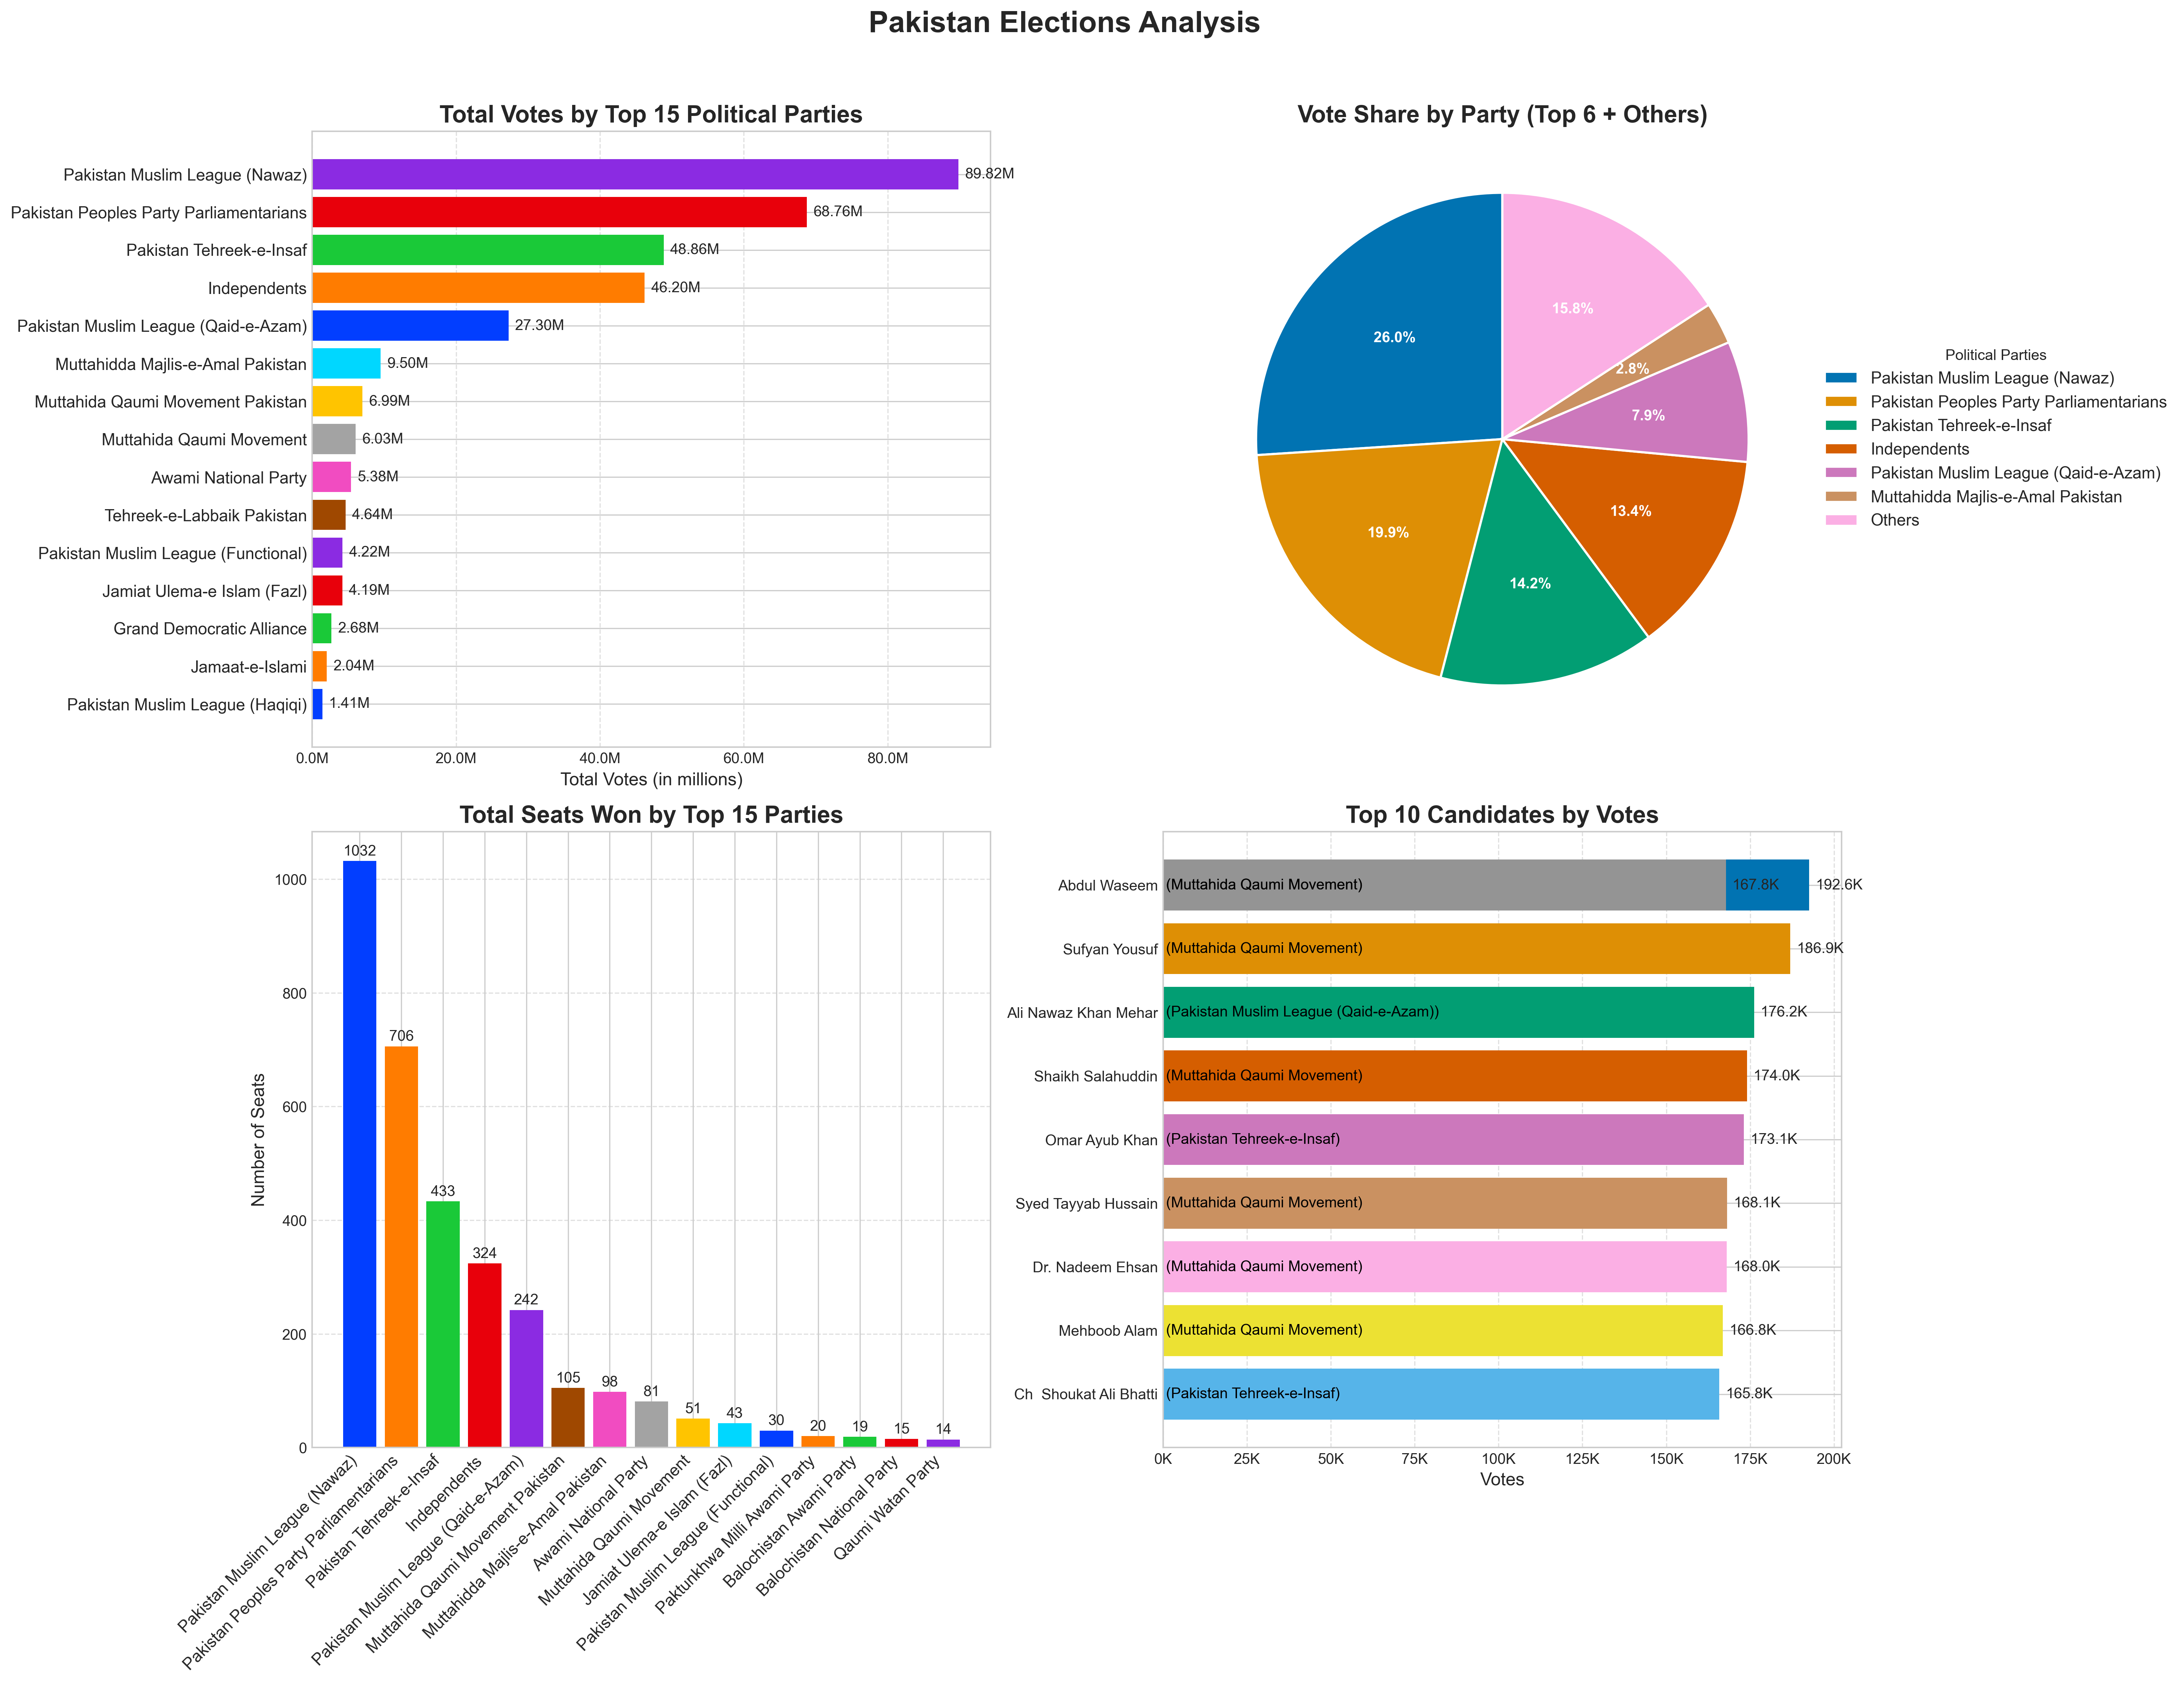 Pakistan Elections Analysis
Total Votes by Top 15 Political Parties
Pakistan Muslim League (Nawaz) 89.82M
Pakistan Peoples Party Parliamentarians 68.76M
Pakistan Tehreek-e-Insaf 48.86M
Independents 46.20M
Pakistan Muslim League (Qaid-e-Azam) 27.30M
Muttahidda Majlis-e-Amal Pakistan 9.50M
Muttahida Qaumi Movement Pakistan 6.99M
Muttahida Qaumi Movement 6.03M
Awami National Party 5.38M
Tehreek-e-Labbaik Pakistan 4.64M
Pakistan Muslim League (Functional) 4.22M
Jamiat Ulema-e Islam (Fazl) 4.19M
Grand Democratic Alliance 2.68M
Jamaat-e-Islami 2.04M
Pakistan Muslim League (Haqiqi) 1.41M
0.0M 20.0M 40.0M 60.0M 80.0M
Total Votes (in millions)
Vote Share by Party (Top 6 + Others)
15.8%
26.0%
2.8%
7.9%
13.4%
19.9%
14.2%
Political Parties
Pakistan Muslim League (Nawaz)
Pakistan Peoples Party Parliamentarians
Pakistan Tehreek-e-Insaf
Independents
Pakistan Muslim League (Qaid-e-Azam)
Muttahidda Majlis-e-Amal Pakistan
Others
Total Seats Won by Top 15 Parties
Number of Seats
1000
800
600
400
200
0
1032
706
433
324
242
105
98
81
51
43
30
20
19
15
14
Pakistan Muslim League (Nawaz)
Pakistan Peoples Party Parliamentarians
Pakistan Tehreek-e-Insaf
Independents
Pakistan Muslim League (Qaid-e-Azam)
Muttahida Qaumi Movement Pakistan
Muttahidda Majlis-e-Amal Pakistan
Awami National Party
Muttahida Qaumi Movement
Jamiat Ulema-e Islam (Fazl)
Pakistan Muslim League (Functional)
Paktunkhwa Milli Awami Party
Balochistan Awami Party
Balochistan National Party
Qaumi Watan Party
Top 10 Candidates by Votes
Abdul Waseem (Muttahida Qaumi Movement) 167.8K 192.6K
Sufyan Yousuf (Muttahida Qaumi Movement) 186.9K
Ali Nawaz Khan Mehar (Pakistan Muslim League (Qaid-e-Azam)) 176.2K
Shaikh Salahuddin (Muttahida Qaumi Movement) 174.0K
Omar Ayub Khan (Pakistan Tehreek-e-Insaf) 173.1K
Syed Tayyab Hussain (Muttahida Qaumi Movement) 168.1K
Dr. Nadeem Ehsan (Muttahida Qaumi Movement) 168.0K
Mehboob Alam (Muttahida Qaumi Movement) 166.8K
Ch  Shoukat Ali Bhatti (Pakistan Tehreek-e-Insaf) 165.8K
0K 25K 50K 75K 100K 125K 150K 175K 200K
Votes